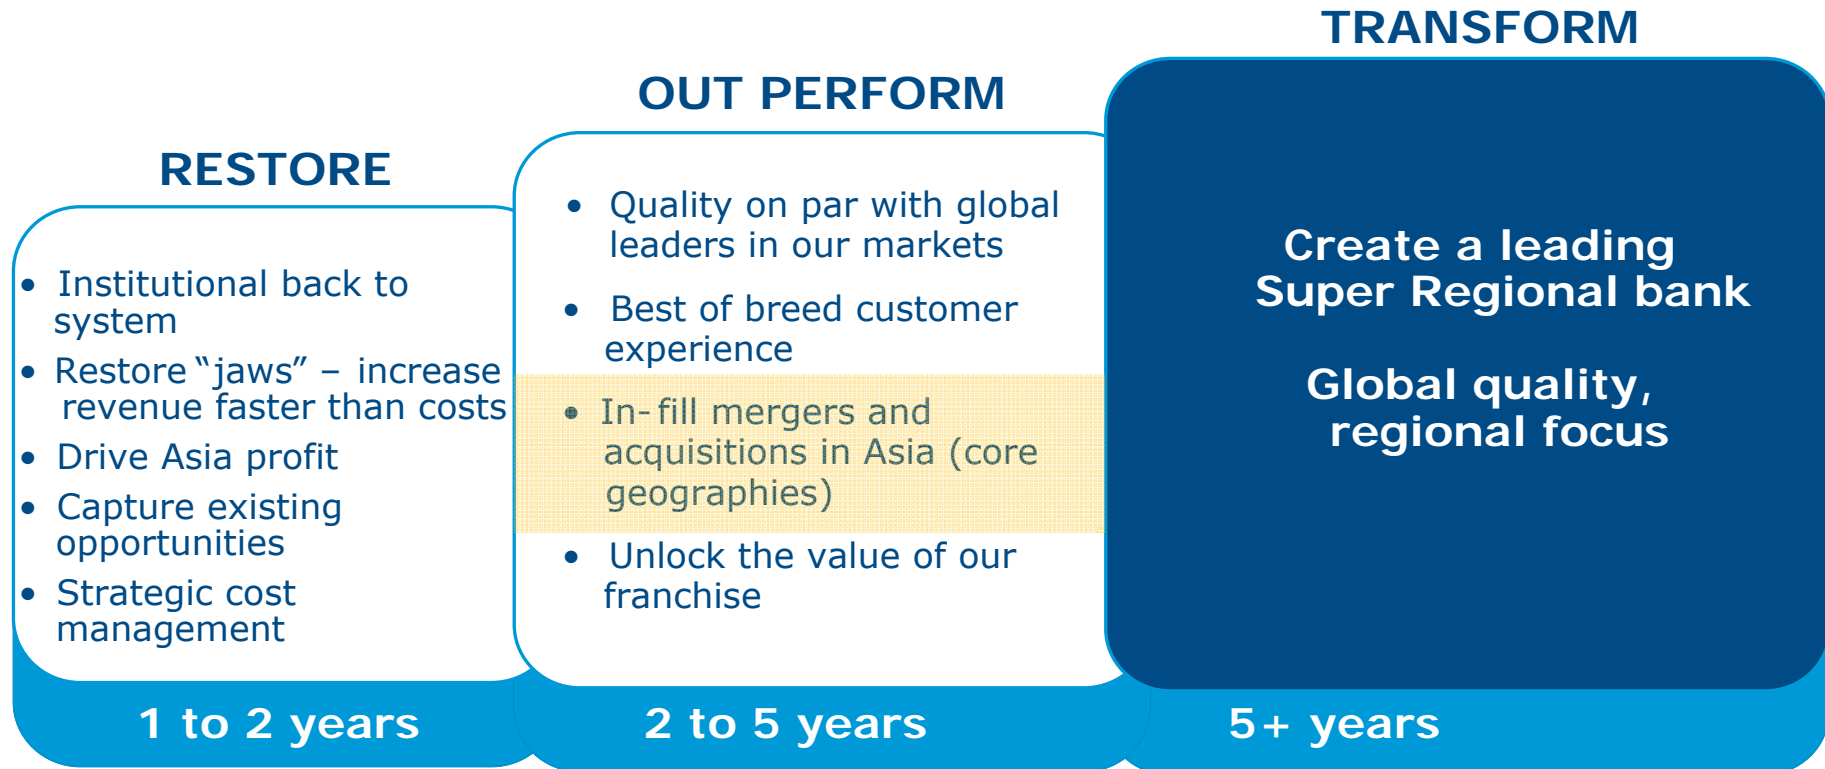 RESTORE
• Institutional back to
system
• Restore “jaws” – increase
revenue faster than costs
• Drive Asia profit
• Capture existing
opportunities
• Strategic cost
management
1 to 2 years
OUT PERFORM
• Quality on par with global
leaders in our markets
• Best of breed customer
experience
• In-fill mergers and
acquisitions in Asia (core
geographies)
• Unlock the value of our
franchise
2 to 5 years
TRANSFORM
Create a leading
Super Regional bank
Global quality,
regional focus
5+ years